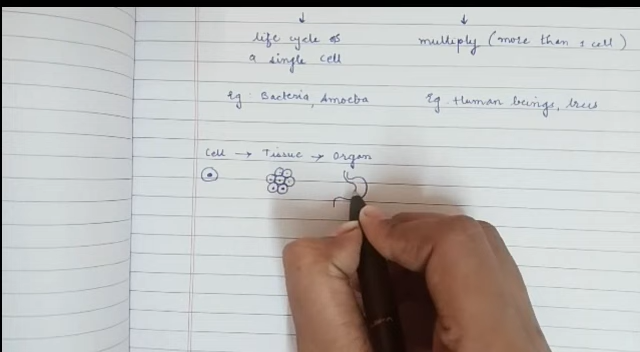 life cycle of
a single cell
multiply (more than 1 cell)
Eg. Bacteria, Amoeba
Eg. Human beings, trees
Cell → Tissue → Organ